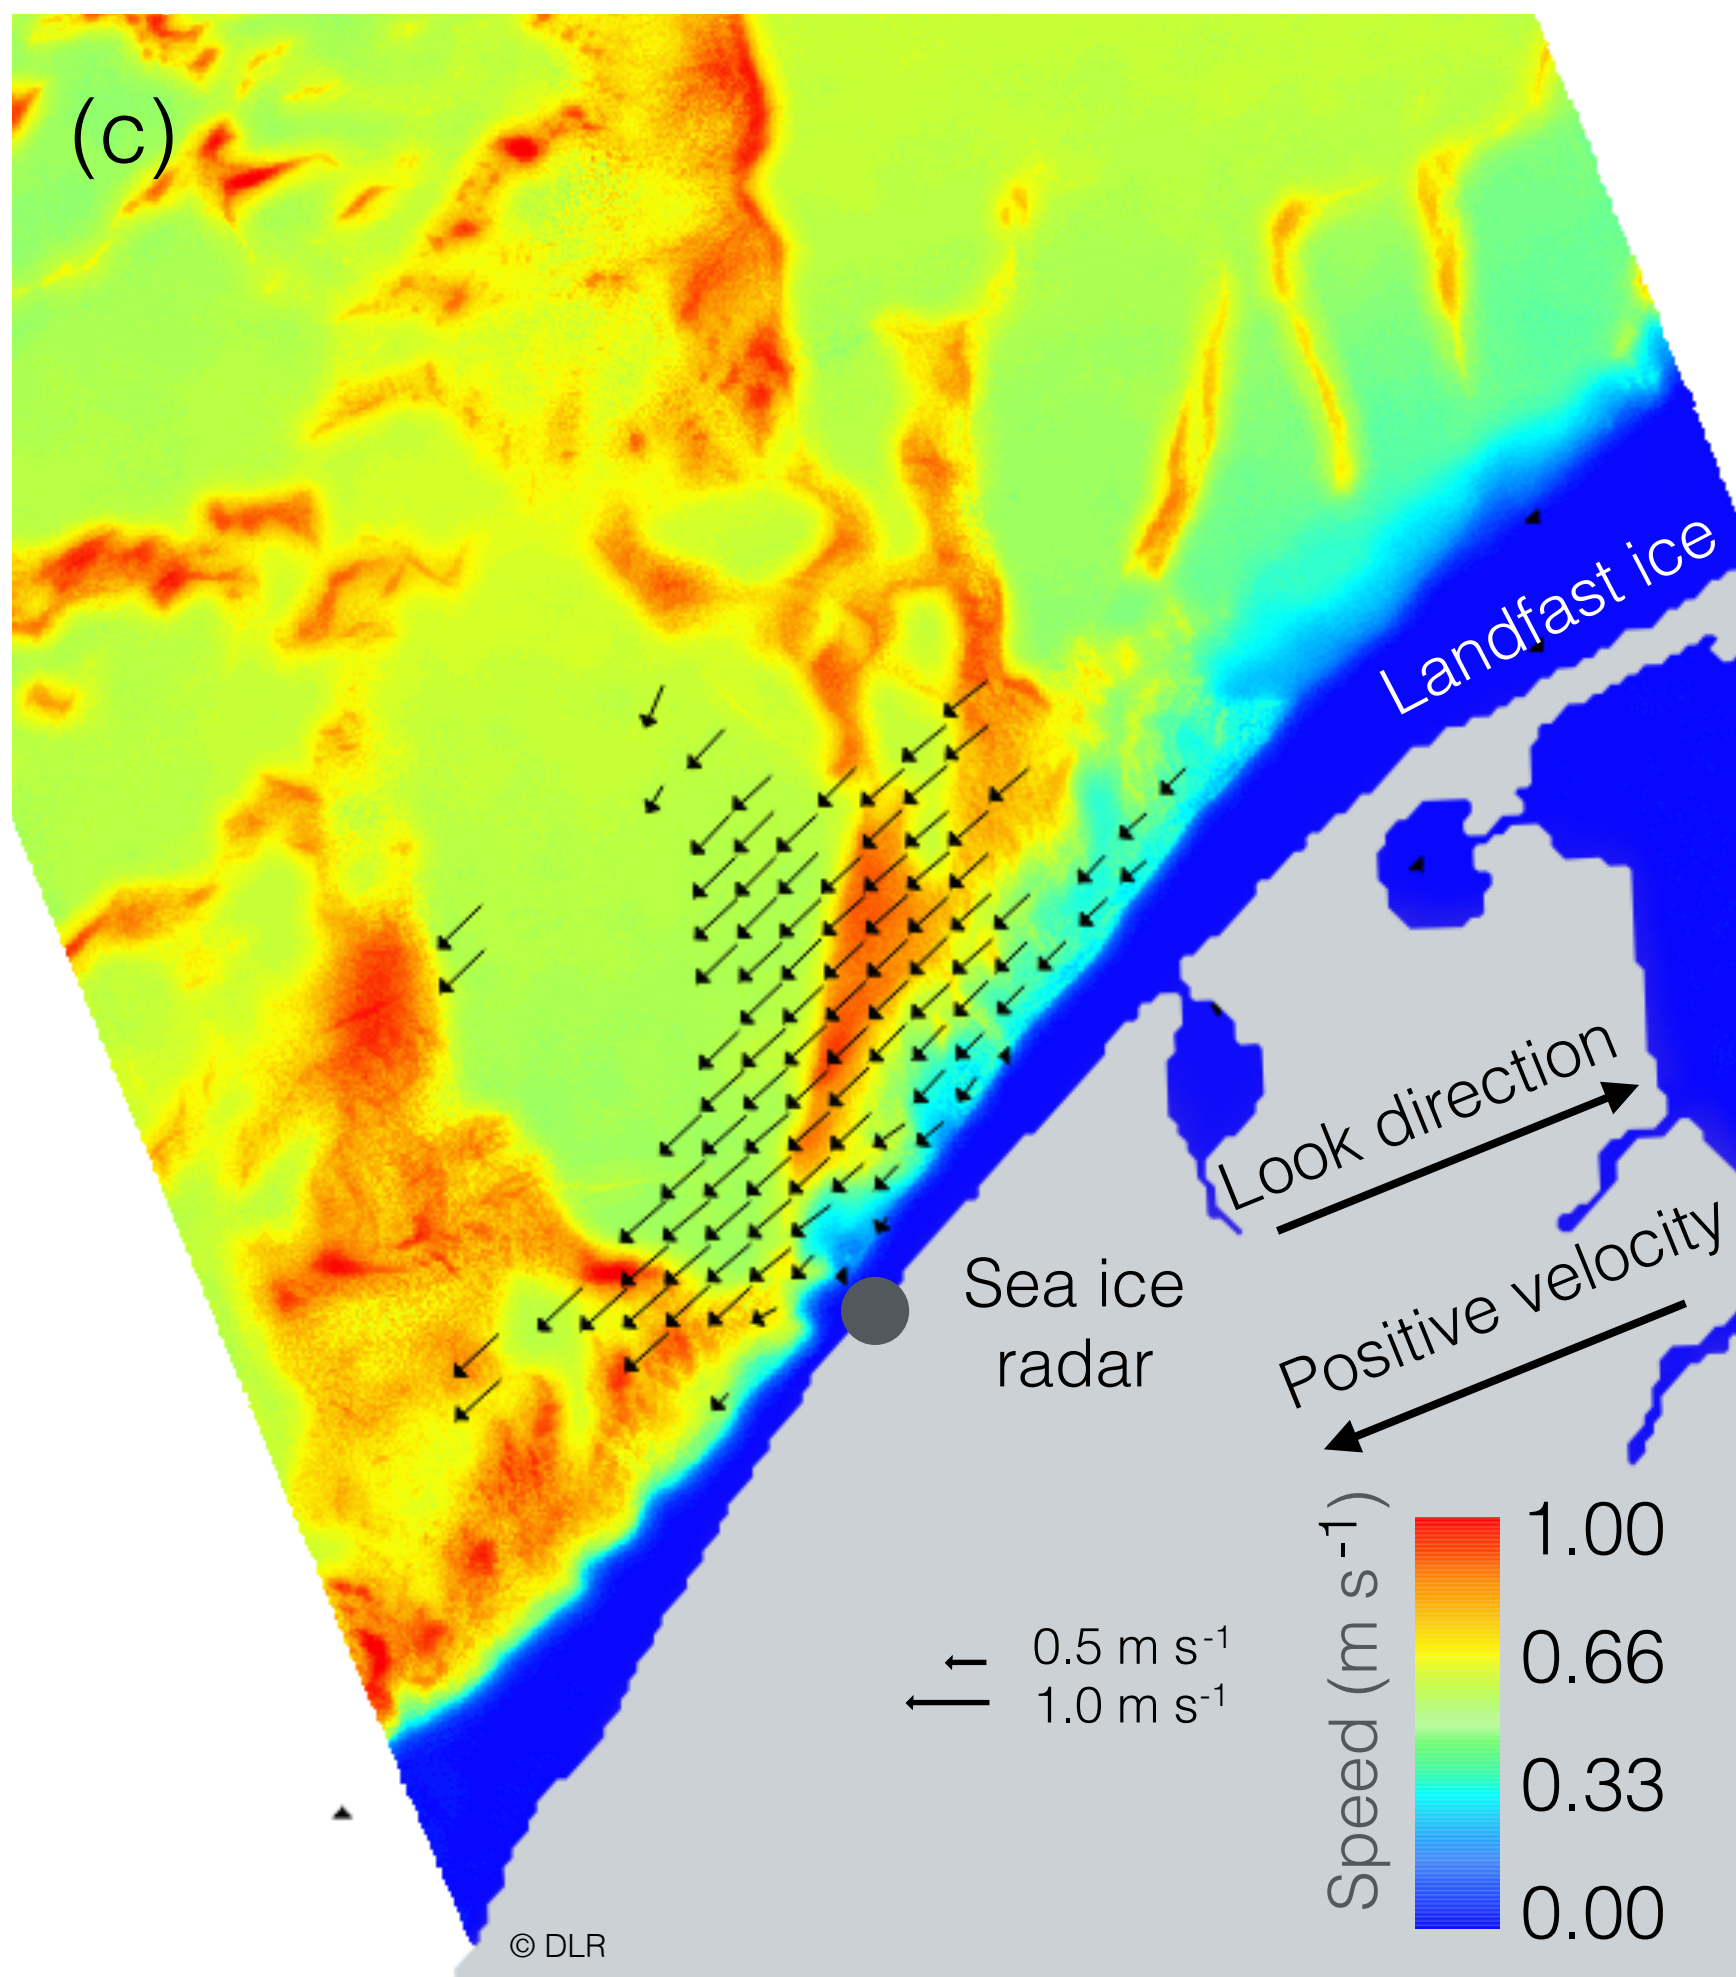 (c)
Landfast ice
Look direction
Positive velocity
Sea ice
radar
0.5 m s-1
1.0 m s-1
Speed (m s-1)
1.00
0.66
0.33
0.00
© DLR